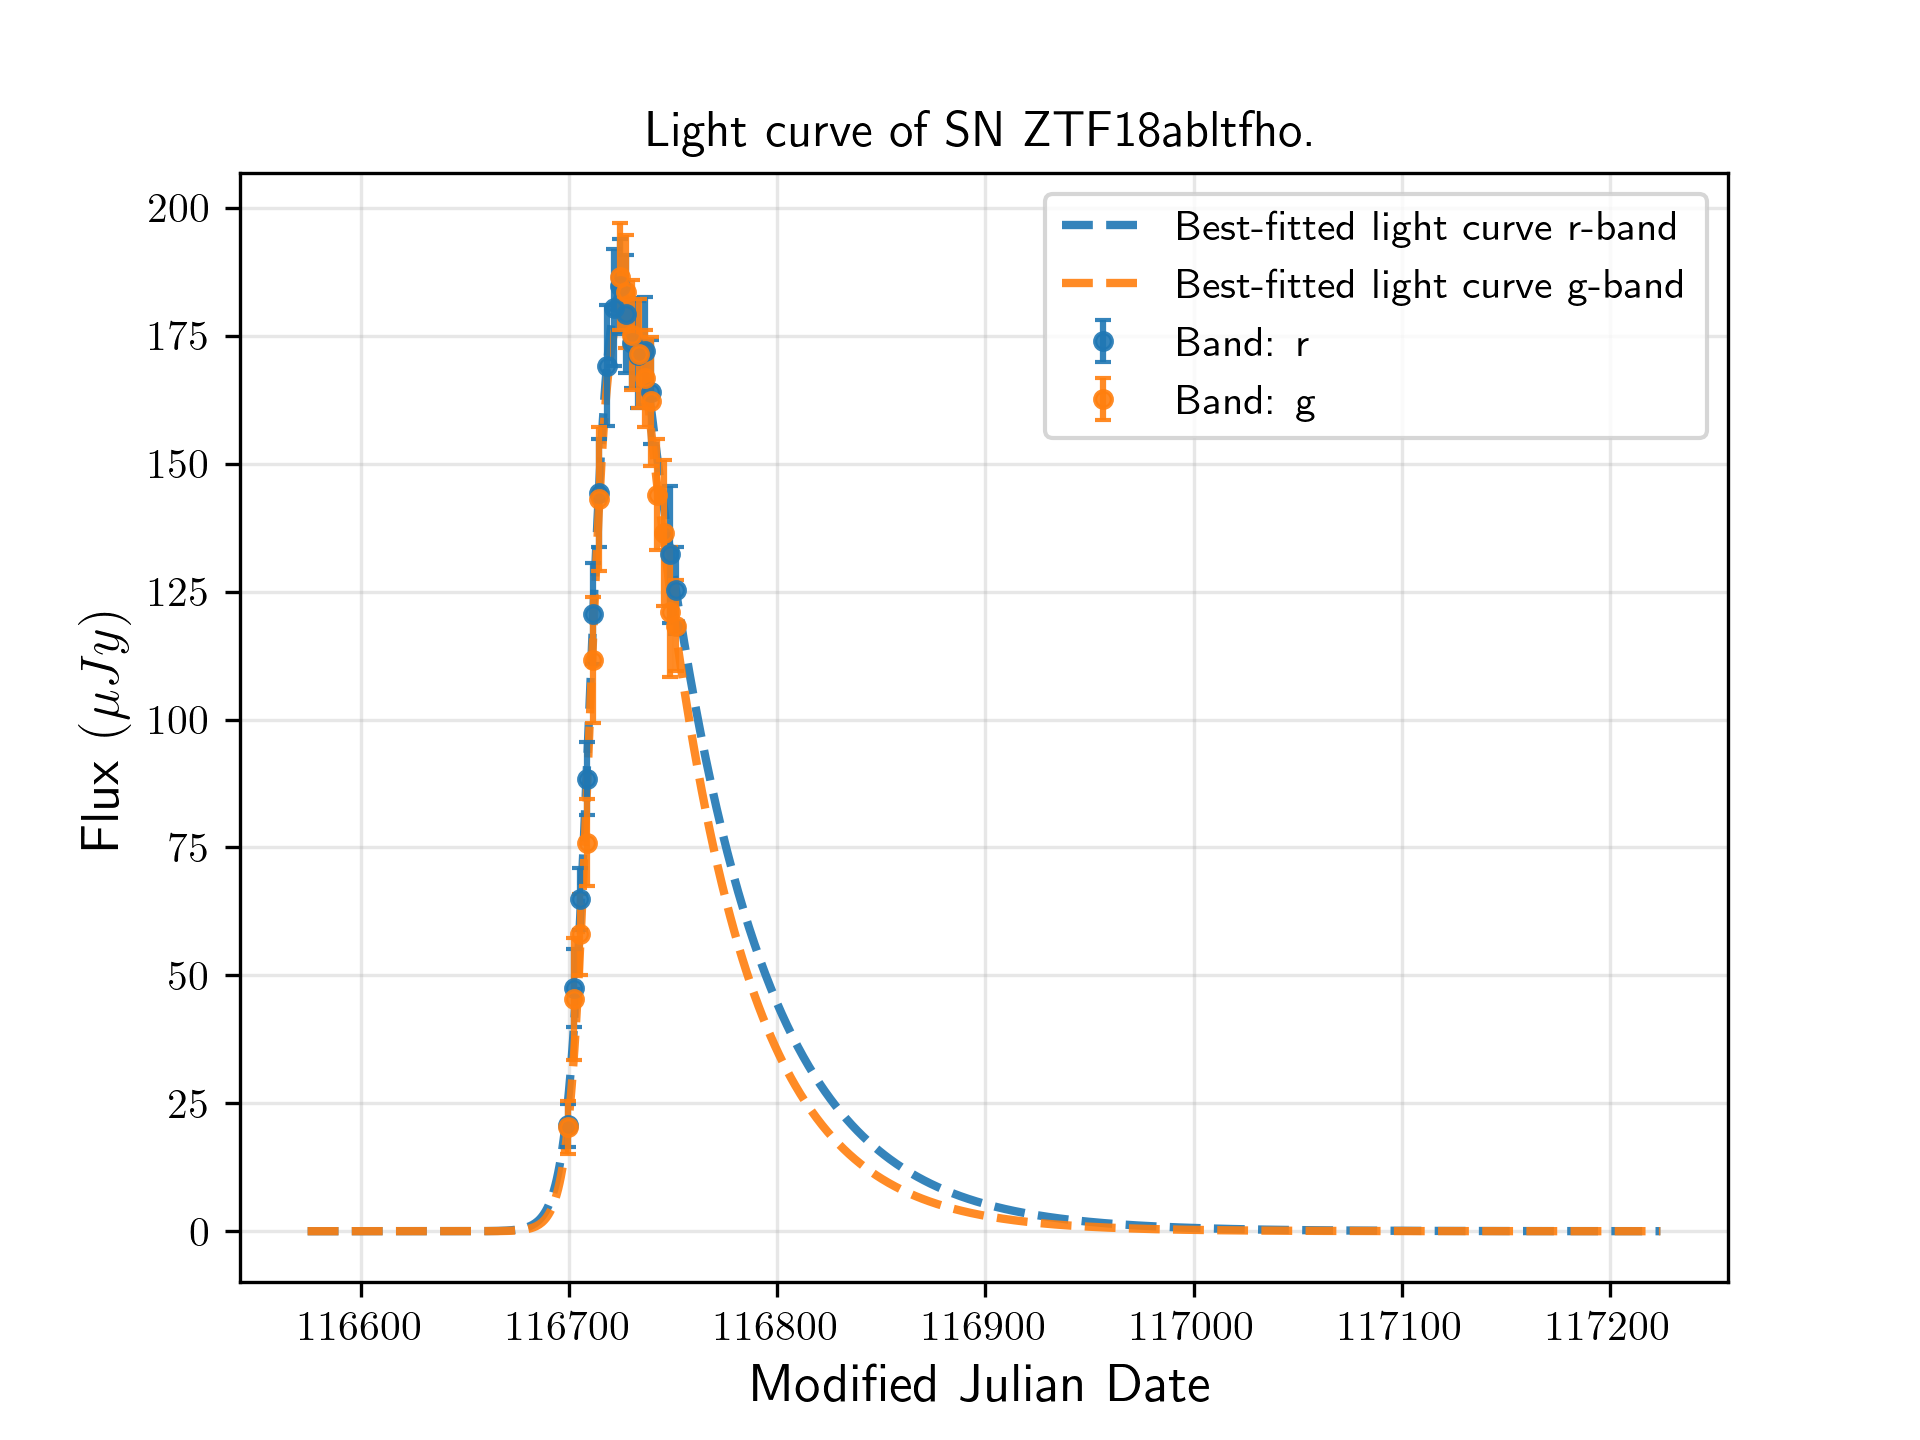 Light curve of SN ZTF18abltfho.
200
175
150
125
100
75
50
25
0
Flux (μJy)
Best-fitted light curve r-band
Best-fitted light curve g-band
Band: r
Band: g
116600 116700 116800 116900 117000 117100 117200
Modified Julian Date